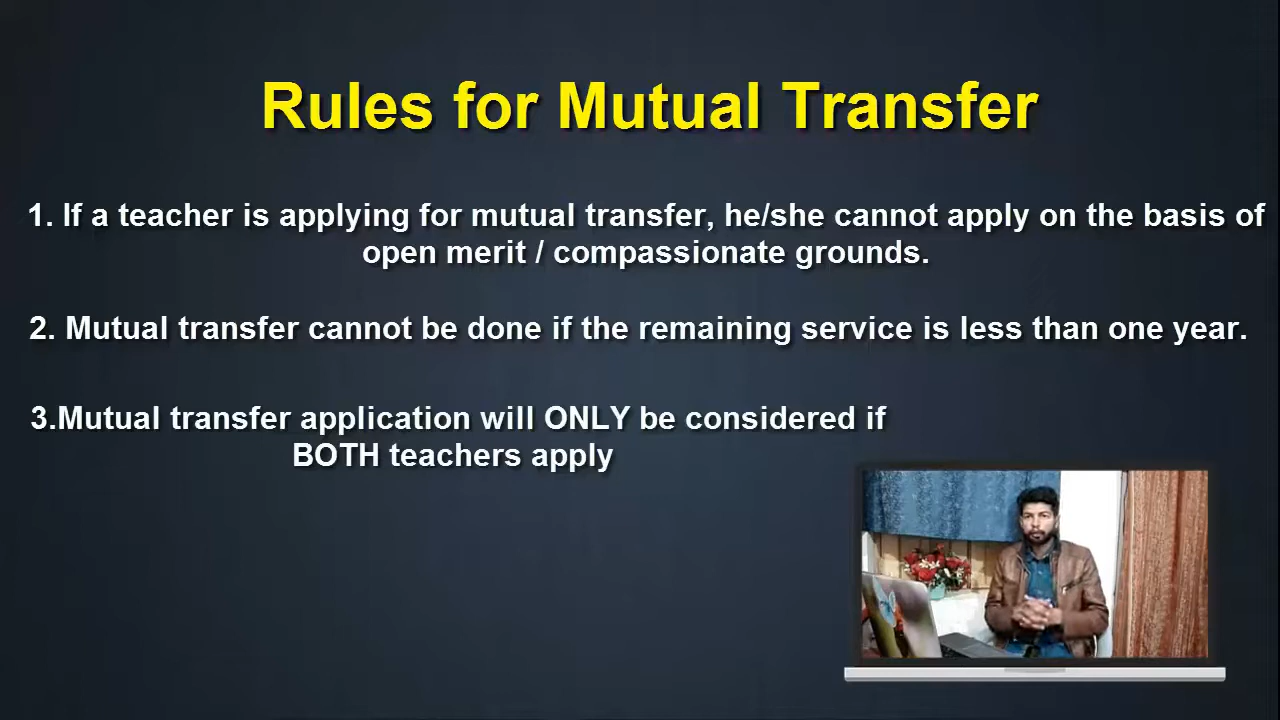 Rules for Mutual Transfer
1. If a teacher is applying for mutual transfer, he/she cannot apply on the basis of
open merit / compassionate grounds.
2. Mutual transfer cannot be done if the remaining service is less than one year.
3.Mutual transfer application will ONLY be considered if
BOTH teachers apply